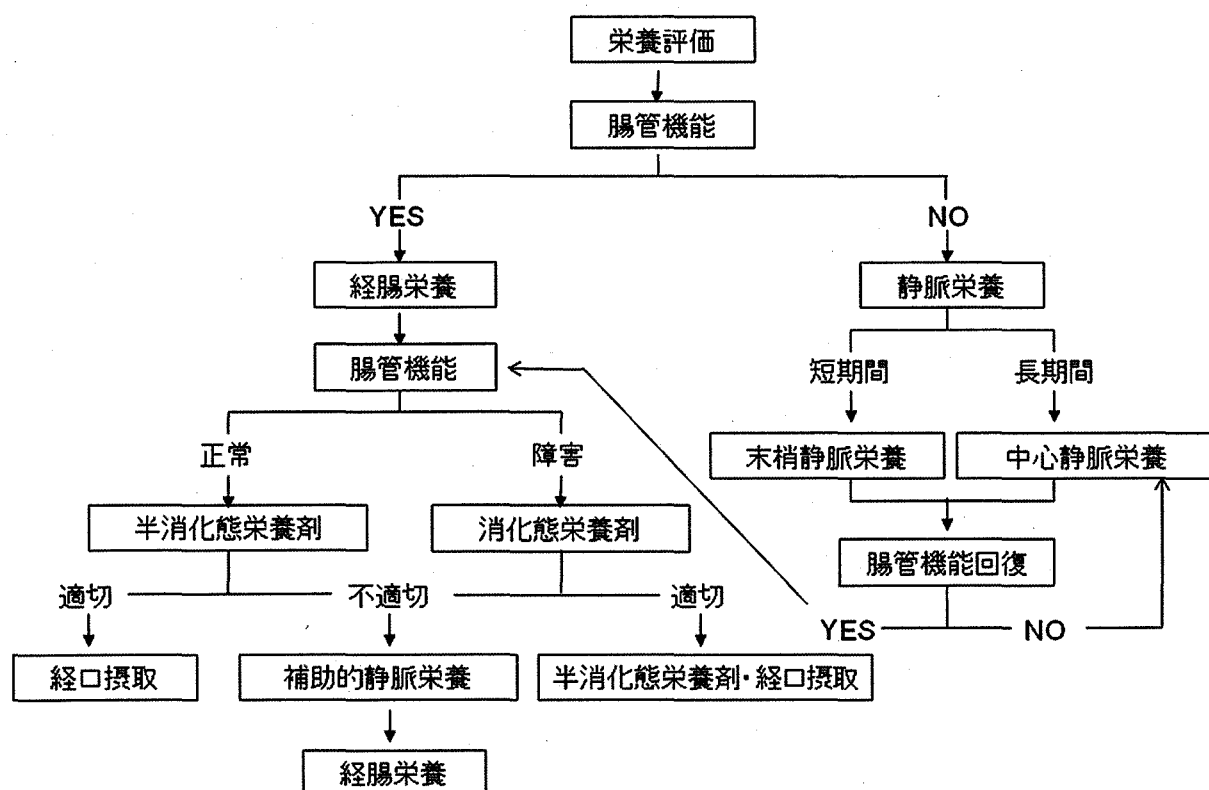 栄養評価
腸管機能
YES
NO
経腸栄養
静脈栄養
腸管機能
短期間
長期間
正常
障害
末梢静脈栄養
中心静脈栄養
半消化態栄養剤
消化態栄養剤
腸管機能回復
適切
不適切
適切
YES
NO
経口摂取
補助的静脈栄養
半消化態栄養剤・経口摂取
経腸栄養